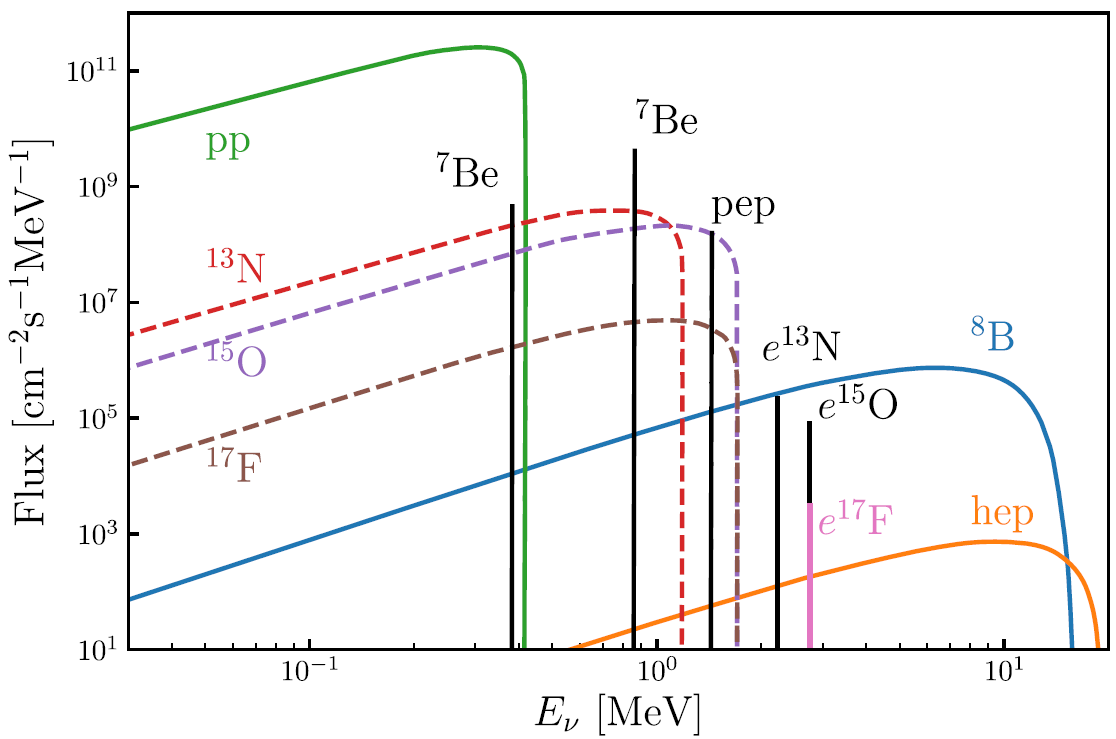 10¹¹
10⁹
10⁷
10⁵
10³
10¹
Flux [cm⁻²s⁻¹MeV⁻¹]
pp
⁷Be
⁷Be
pep
¹³N
¹⁵O
¹⁷F
e¹³N
⁸B
e¹⁵O
e¹⁷F
hep
10⁻¹
10⁰
10¹
E_ν [MeV]